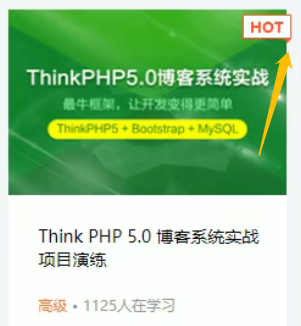 HOT
ThinkPHP5.0博客系统实战
最牛框架，让开发变得更简单
ThinkPHP5 + Bootstrap + MySQL
Think PHP 5.0 博客系统实战
项目演练
高级 • 1125人在学习